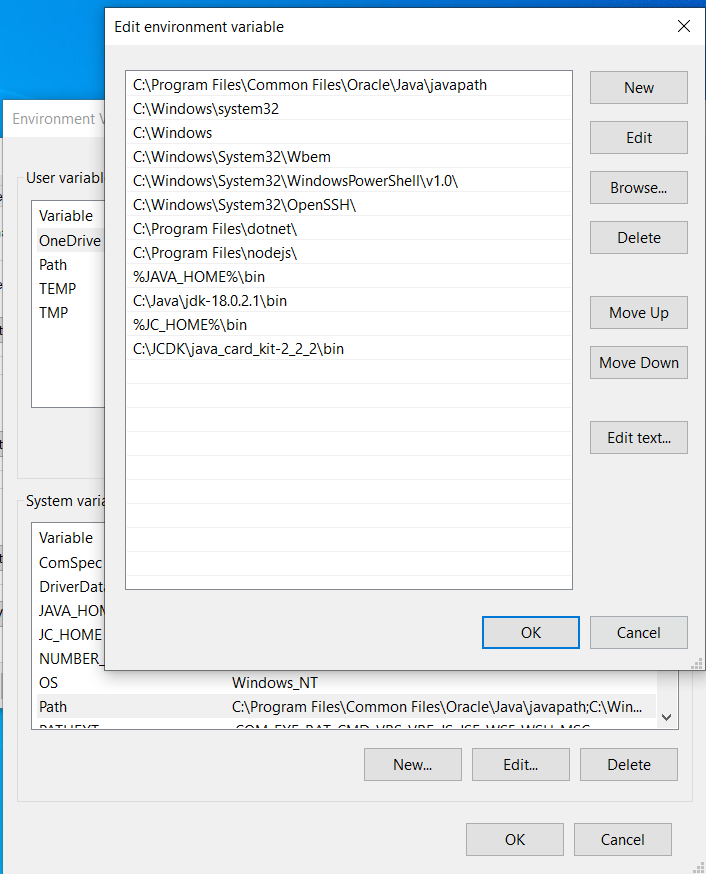 Edit environment variable
C:\Program Files\Common Files\Oracle\Java\javapath
C:\Windows\system32
C:\Windows
C:\Windows\System32\Wbem
C:\Windows\System32\WindowsPowerShell\v1.0\
C:\Windows\System32\OpenSSH\
C:\Program Files\dotnet\
C:\Program Files\nodejs\
%JAVA_HOME%\bin
C:\Java\jdk-18.0.2.1\bin
%JC_HOME%\bin
C:\JCDK\java_card_kit-2_2_2\bin
New
Edit
Browse...
Delete
Move Up
Move Down
Edit text...
OK
Cancel
Environment V
User variabl
Variable
OneDrive
Path
TEMP
TMP
System varia
Variable
ComSpec
DriverData
JAVA_HOM
JC_HOME
NUMBER_
OS Windows_NT
Path C:\Program Files\Common Files\Oracle\Java\javapath;C:\Win...
New...
Edit...
Delete
OK
Cancel